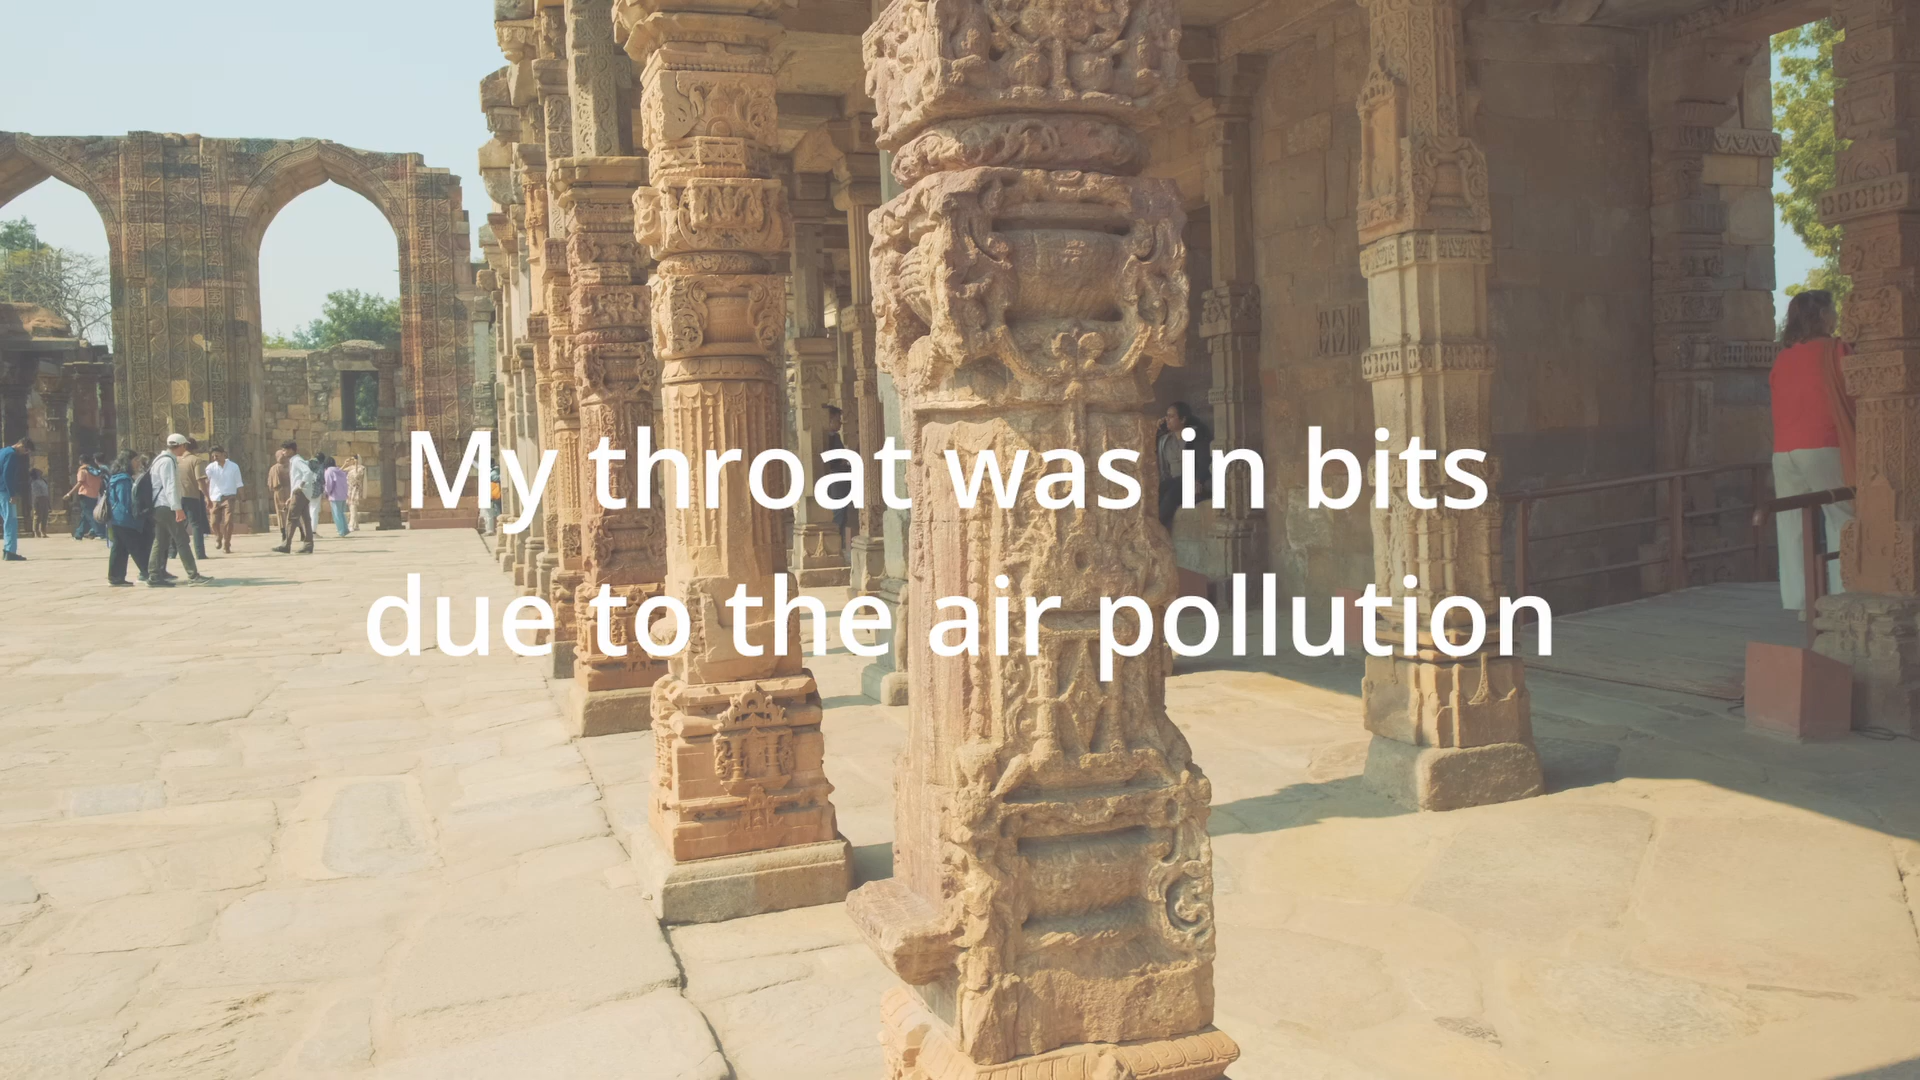 My throat was in bits
due to the air pollution